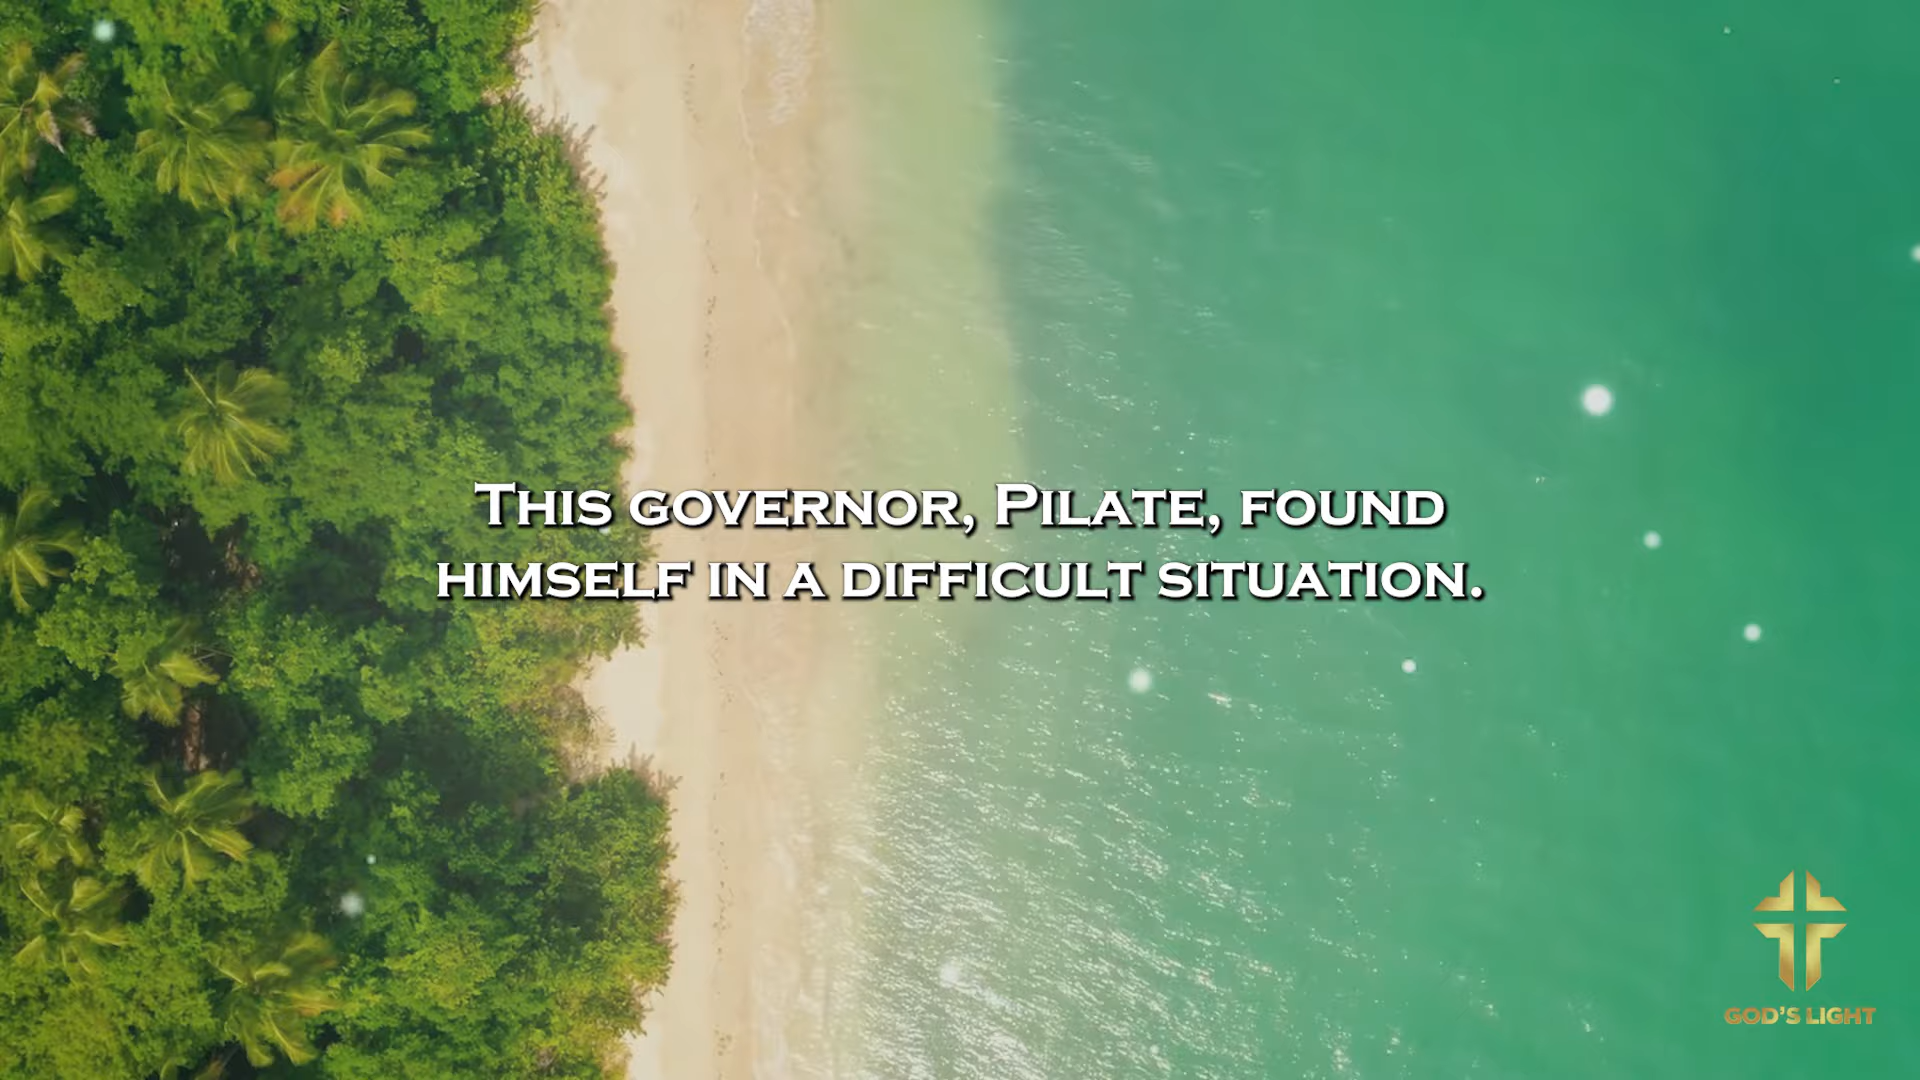 This governor, Pilate, found
himself in a difficult situation.
GOD'S LIGHT